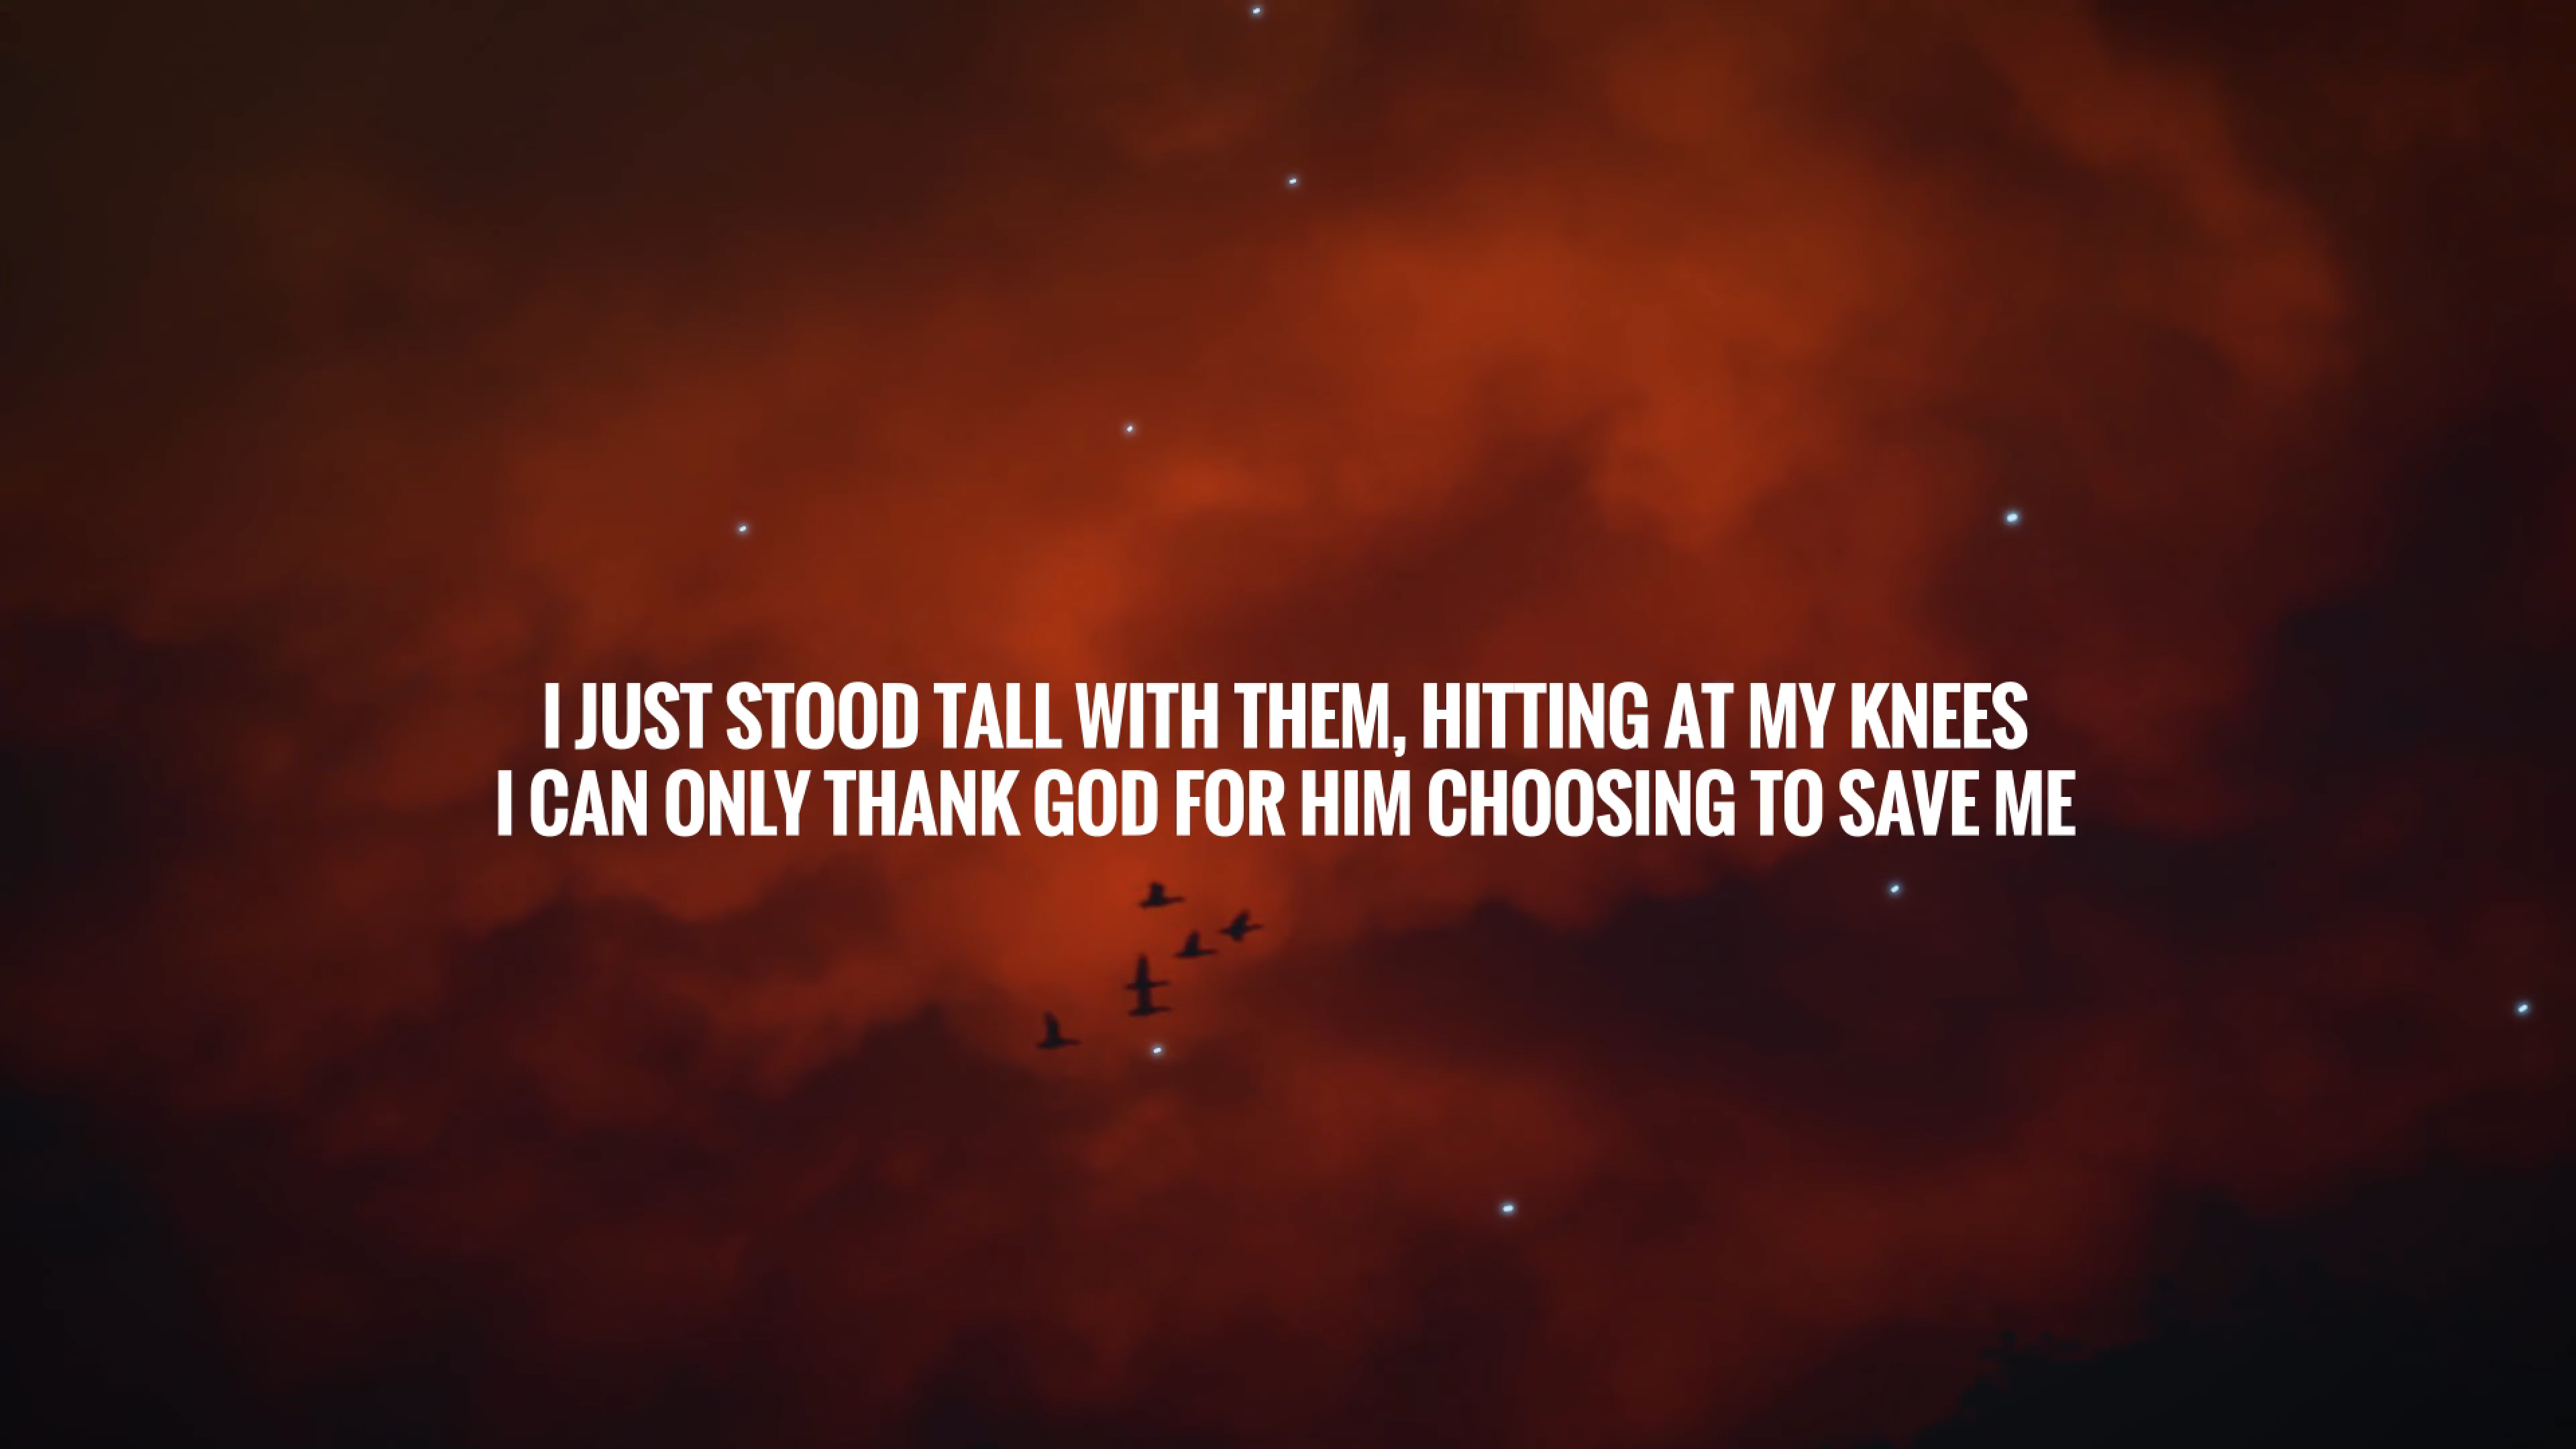 I JUST STOOD TALL WITH THEM, HITTING AT MY KNEES
I CAN ONLY THANK GOD FOR HIM CHOOSING TO SAVE ME